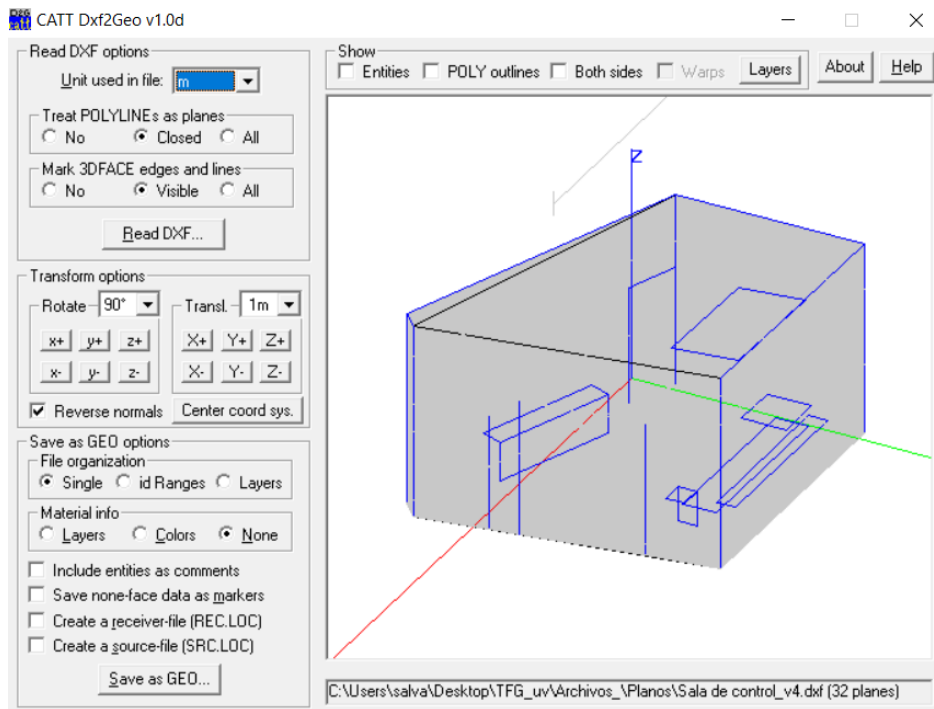 CATT Dxf2Geo v1.0d
Read DXF options
Unit used in file: m
Treat POLYLINEs as planes
No Closed All
Mark 3DFACE edges and lines
No Visible All
Read DXF...
Transform options
Rotate 90° Transl. 1m
x+ y+ z+ X+ Y+ Z+
x- y- z- X- Y- Z-
Reverse normals Center coord sys.
Save as GEO options
File organization
Single id Ranges Layers
Material info
Layers Colors None
Include entities as comments
Save none-face data as markers
Create a receiver-file (REC.LOC)
Create a source-file (SRC.LOC)
Save as GEO...
Show
Entities POLY outlines Both sides Warps Layers About Help
Z
C:\Users\salva\Desktop\TFG_uv\Archivos_\Planos\Sala de control_v4.dxf (32 planes)